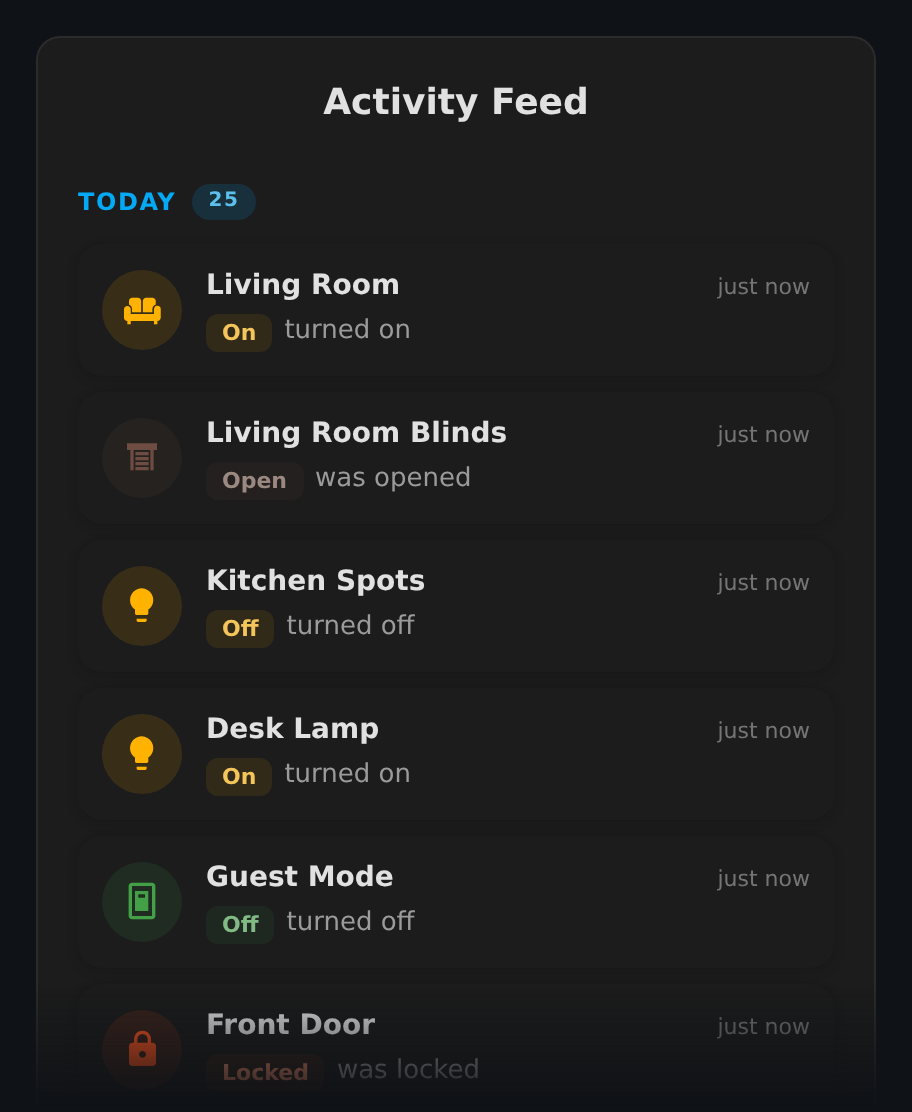 Activity Feed
TODAY 25
Living Room just now
On turned on
Living Room Blinds just now
Open was opened
Kitchen Spots just now
Off turned off
Desk Lamp just now
On turned on
Guest Mode just now
Off turned off
Front Door just now
Locked was locked